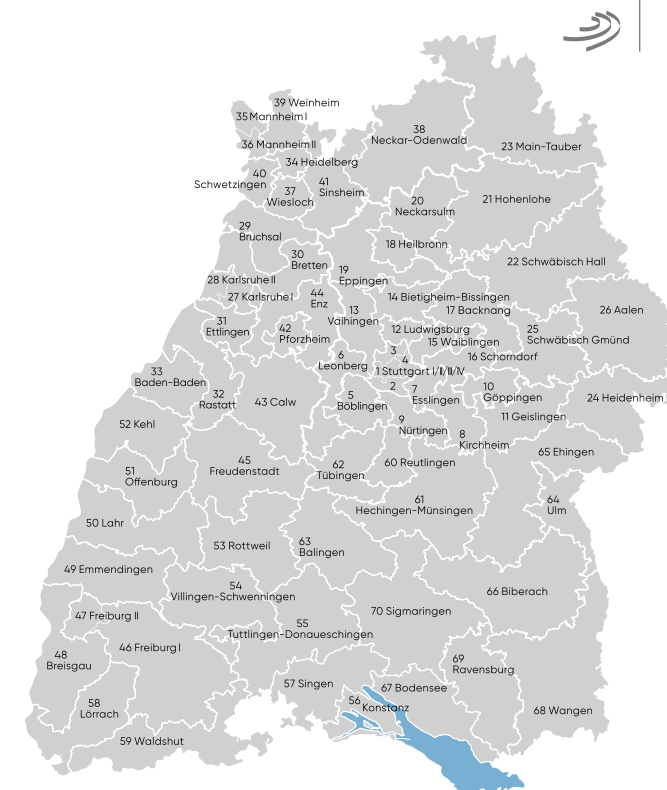 39 Weinheim
35 Mannheim I
38
Neckar-Odenwald
36 Mannheim II
23 Main-Tauber
34 Heidelberg
40
Schwetzingen
41
Sinsheim
37
Wiesloch
20
Neckarsulm
21 Hohenlohe
29
Bruchsal
18 Heilbronn
30
Bretten
22 Schwäbisch Hall
19
Eppingen
28 Karlsruhe II
27 Karlsruhe I
44
Enz
14 Bietigheim-Bissingen
13
Vaihingen
17 Backnang
26 Aalen
31
Ettlingen
42
Pforzheim
12 Ludwigsburg
25
Schwäbisch Gmünd
15 Waiblingen
3
4
16 Schorndorf
6
Leonberg
1 Stuttgart I/II/III/IV
33
Baden-Baden
2
7
Esslingen
10
Göppingen
32
Rastatt
43 Calw
5
Böblingen
24 Heidenheim
11 Geislingen
52 Kehl
9
Nürtingen
8
Kirchheim
65 Ehingen
51
Offenburg
45
Freudenstadt
62
Tübingen
60 Reutlingen
61
Hechingen-Münsingen
64
Ulm
50 Lahr
53 Rottweil
63
Balingen
49 Emmendingen
54
Villingen-Schwenningen
66 Biberach
47 Freiburg II
70 Sigmaringen
55
Tuttlingen-Donaueschingen
46 Freiburg I
48
Breisgau
69
Ravensburg
57 Singen
67 Bodensee
56
Konstanz
58
Lörrach
68 Wangen
59 Waldshut